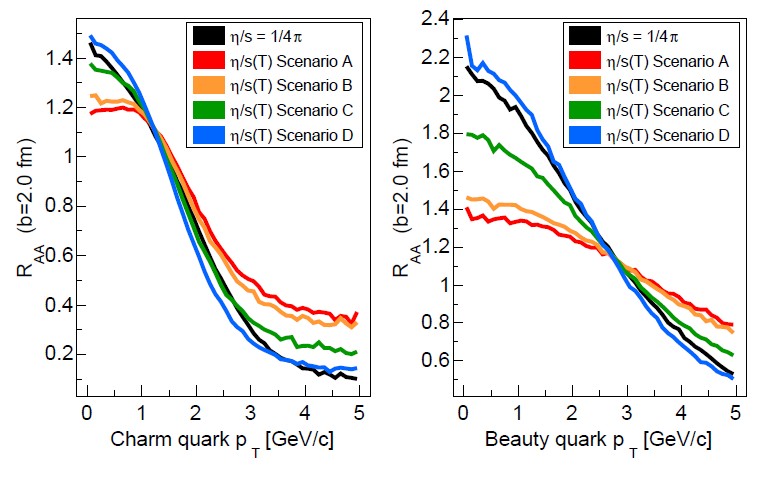 1.4
1.2
1
0.8
0.6
0.4
0.2
R_AA (b=2.0 fm)
η/s = 1/4π
η/s(T) Scenario A
η/s(T) Scenario B
η/s(T) Scenario C
η/s(T) Scenario D
0 1 2 3 4 5
Charm quark p_T [GeV/c]
2.4
2.2
2
1.8
1.6
1.4
1.2
1
0.8
0.6
R_AA (b=2.0 fm)
η/s = 1/4π
η/s(T) Scenario A
η/s(T) Scenario B
η/s(T) Scenario C
η/s(T) Scenario D
0 1 2 3 4 5
Beauty quark p_T [GeV/c]